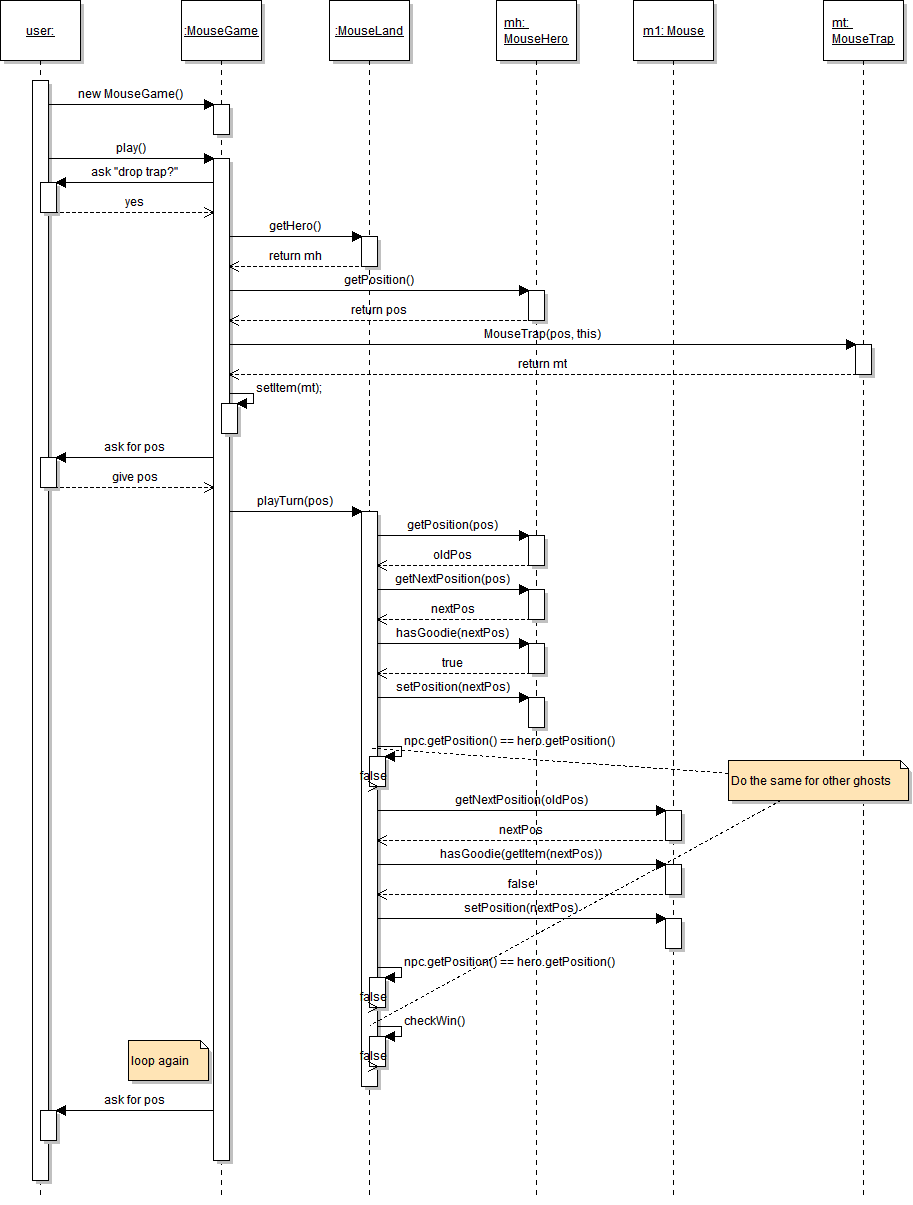 user:
:MouseGame
:MouseLand
mh:
MouseHero
m1: Mouse
mt:
MouseTrap
new MouseGame()
play()
ask "drop trap?"
yes
getHero()
return mh
getPosition()
return pos
MouseTrap(pos, this)
return mt
setItem(mt);
ask for pos
give pos
playTurn(pos)
getPosition(pos)
oldPos
getNextPosition(pos)
nextPos
hasGoodie(nextPos)
true
setPosition(nextPos)
npc.getPosition() == hero.getPosition()
false
Do the same for other ghosts
getNextPosition(oldPos)
nextPos
hasGoodie(getItem(nextPos))
false
setPosition(nextPos)
npc.getPosition() == hero.getPosition()
false
checkWin()
false
loop again
ask for pos